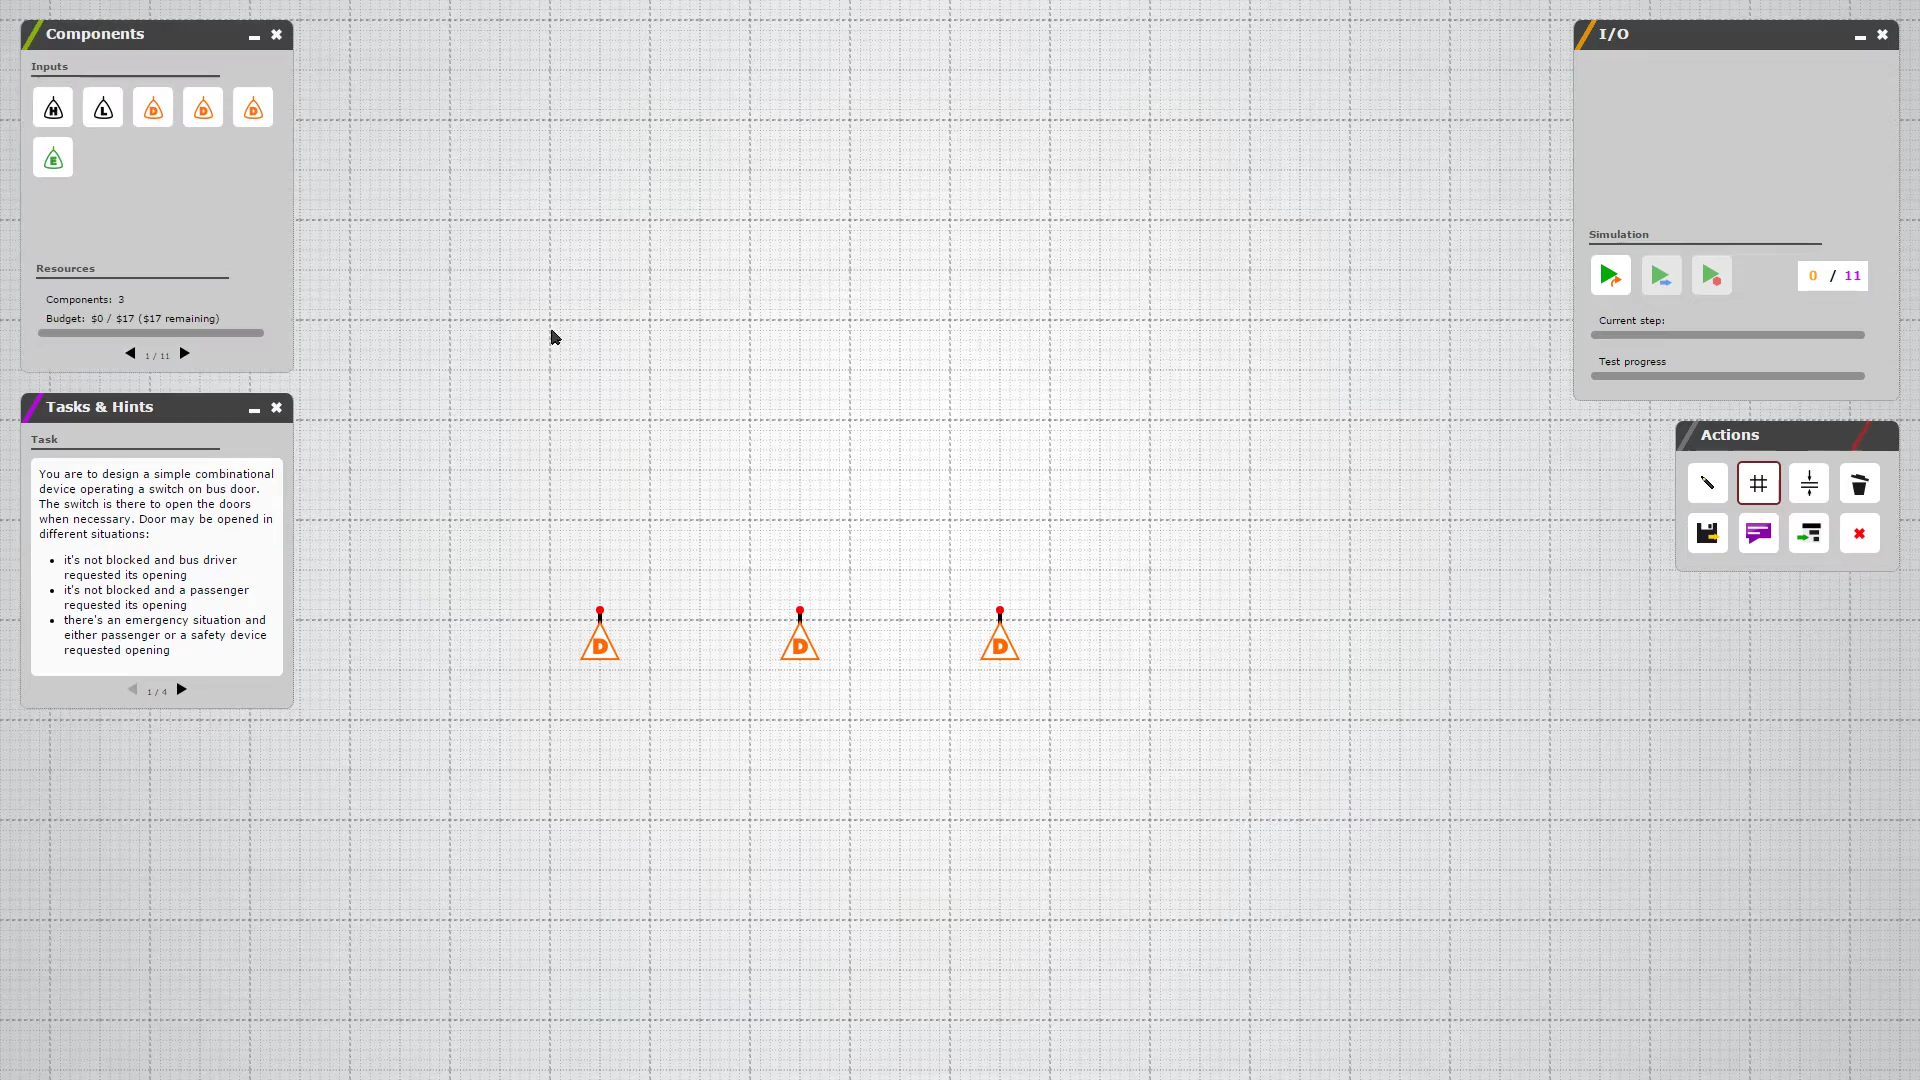 Components
Inputs
H L D D D
E
Resources
Components: 3
Budget: $0 / $17 ($17 remaining)
1 / 11
Tasks & Hints
Task
You are to design a simple combinational
device operating a switch on bus door.
The switch is there to open the doors
when necessary. Door may be opened in
different situations:
it's not blocked and bus driver
requested its opening
it's not blocked and a passenger
requested its opening
there's an emergency situation and
either passenger or a safety device
requested opening
1 / 4
D D D
I/O
Simulation
0 / 11
Current step:
Test progress
Actions